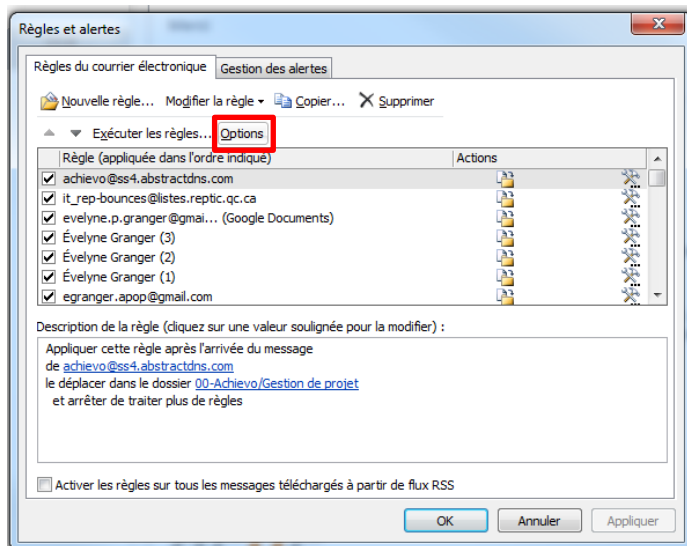 Règles et alertes
Règles du courrier électronique Gestion des alertes
Nouvelle règle... Modifier la règle Copier... Supprimer
Exécuter les règles... Options
Règle (appliquée dans l'ordre indiqué) Actions
achievo@ss4.abstractdns.com
it_rep-bounces@listes.reptic.qc.ca
evelyne.p.granger@gmai... (Google Documents)
Évelyne Granger (3)
Évelyne Granger (2)
Évelyne Granger (1)
egranger.apop@gmail.com
Description de la règle (cliquez sur une valeur soulignée pour la modifier) :
Appliquer cette règle après l'arrivée du message
de achievo@ss4.abstractdns.com
le déplacer dans le dossier 00-Achievo/Gestion de projet
et arrêter de traiter plus de règles
Activer les règles sur tous les messages téléchargés à partir de flux RSS
OK Annuler Appliquer